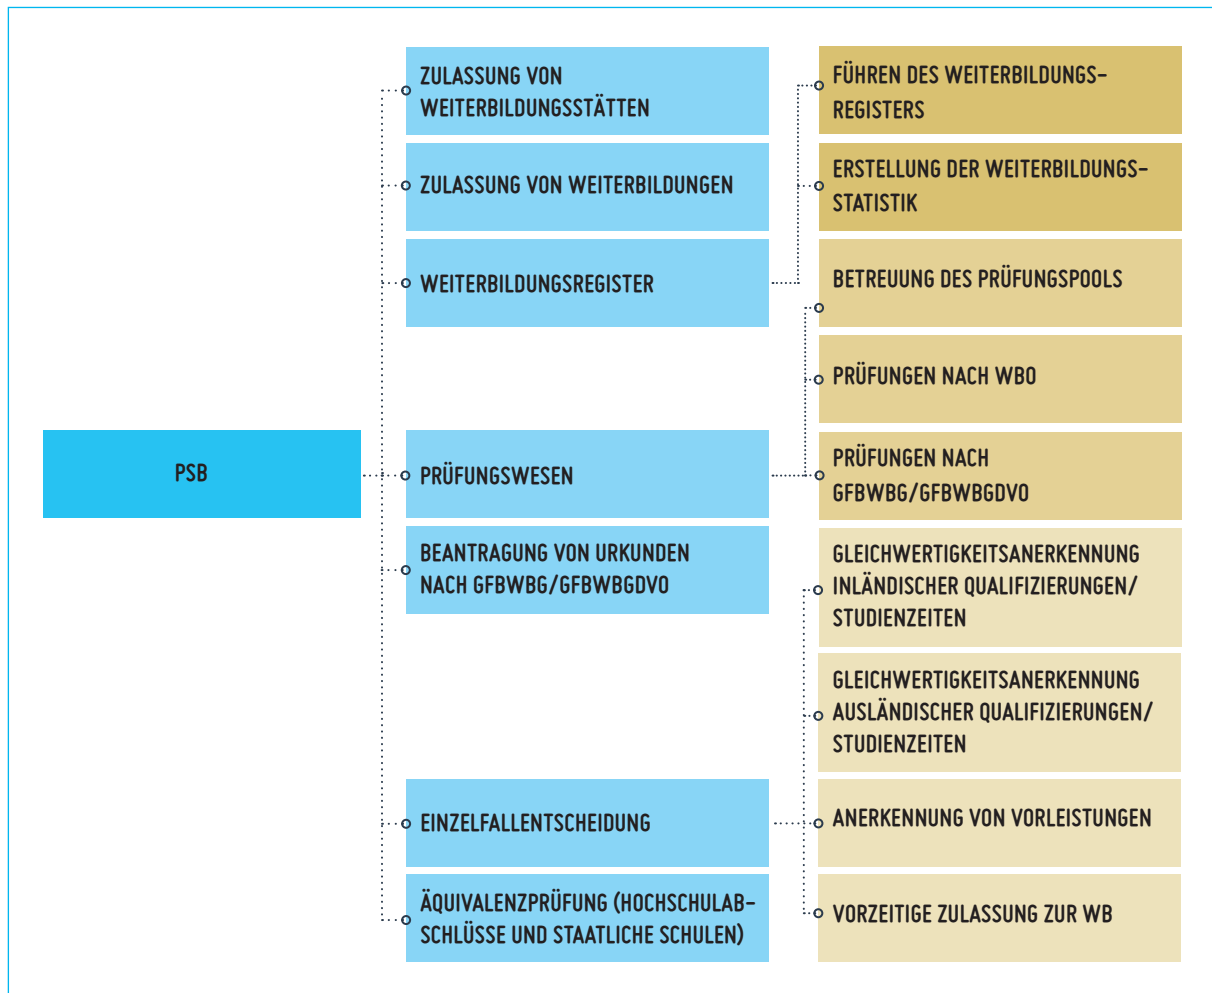 PSB
ZULASSUNG VON
WEITERBILDUNGSSTÄTTEN
ZULASSUNG VON WEITERBILDUNGEN
WEITERBILDUNGSREGISTER
PRÜFUNGSWESEN
BEANTRAGUNG VON URKUNDEN
NACH GFBWBG/GFBWBGDVO
EINZELFALLENTSCHEIDUNG
ÄQUIVALENZPRÜFUNG (HOCHSCHULAB-
SCHLÜSSE UND STAATLICHE SCHULEN)
FÜHREN DES WEITERBILDUNGS-
REGISTERS
ERSTELLUNG DER WEITERBILDUNGS-
STATISTIK
BETREUUNG DES PRÜFUNGSPOOLS
PRÜFUNGEN NACH WBO
PRÜFUNGEN NACH
GFBWBG/GFBWBGDVO
GLEICHWERTIGKEITSANERKENNUNG
INLÄNDISCHER QUALIFIZIERUNGEN/
STUDIENZEITEN
GLEICHWERTIGKEITSANERKENNUNG
AUSLÄNDISCHER QUALIFIZIERUNGEN/
STUDIENZEITEN
ANERKENNUNG VON VORLEISTUNGEN
VORZEITIGE ZULASSUNG ZUR WB